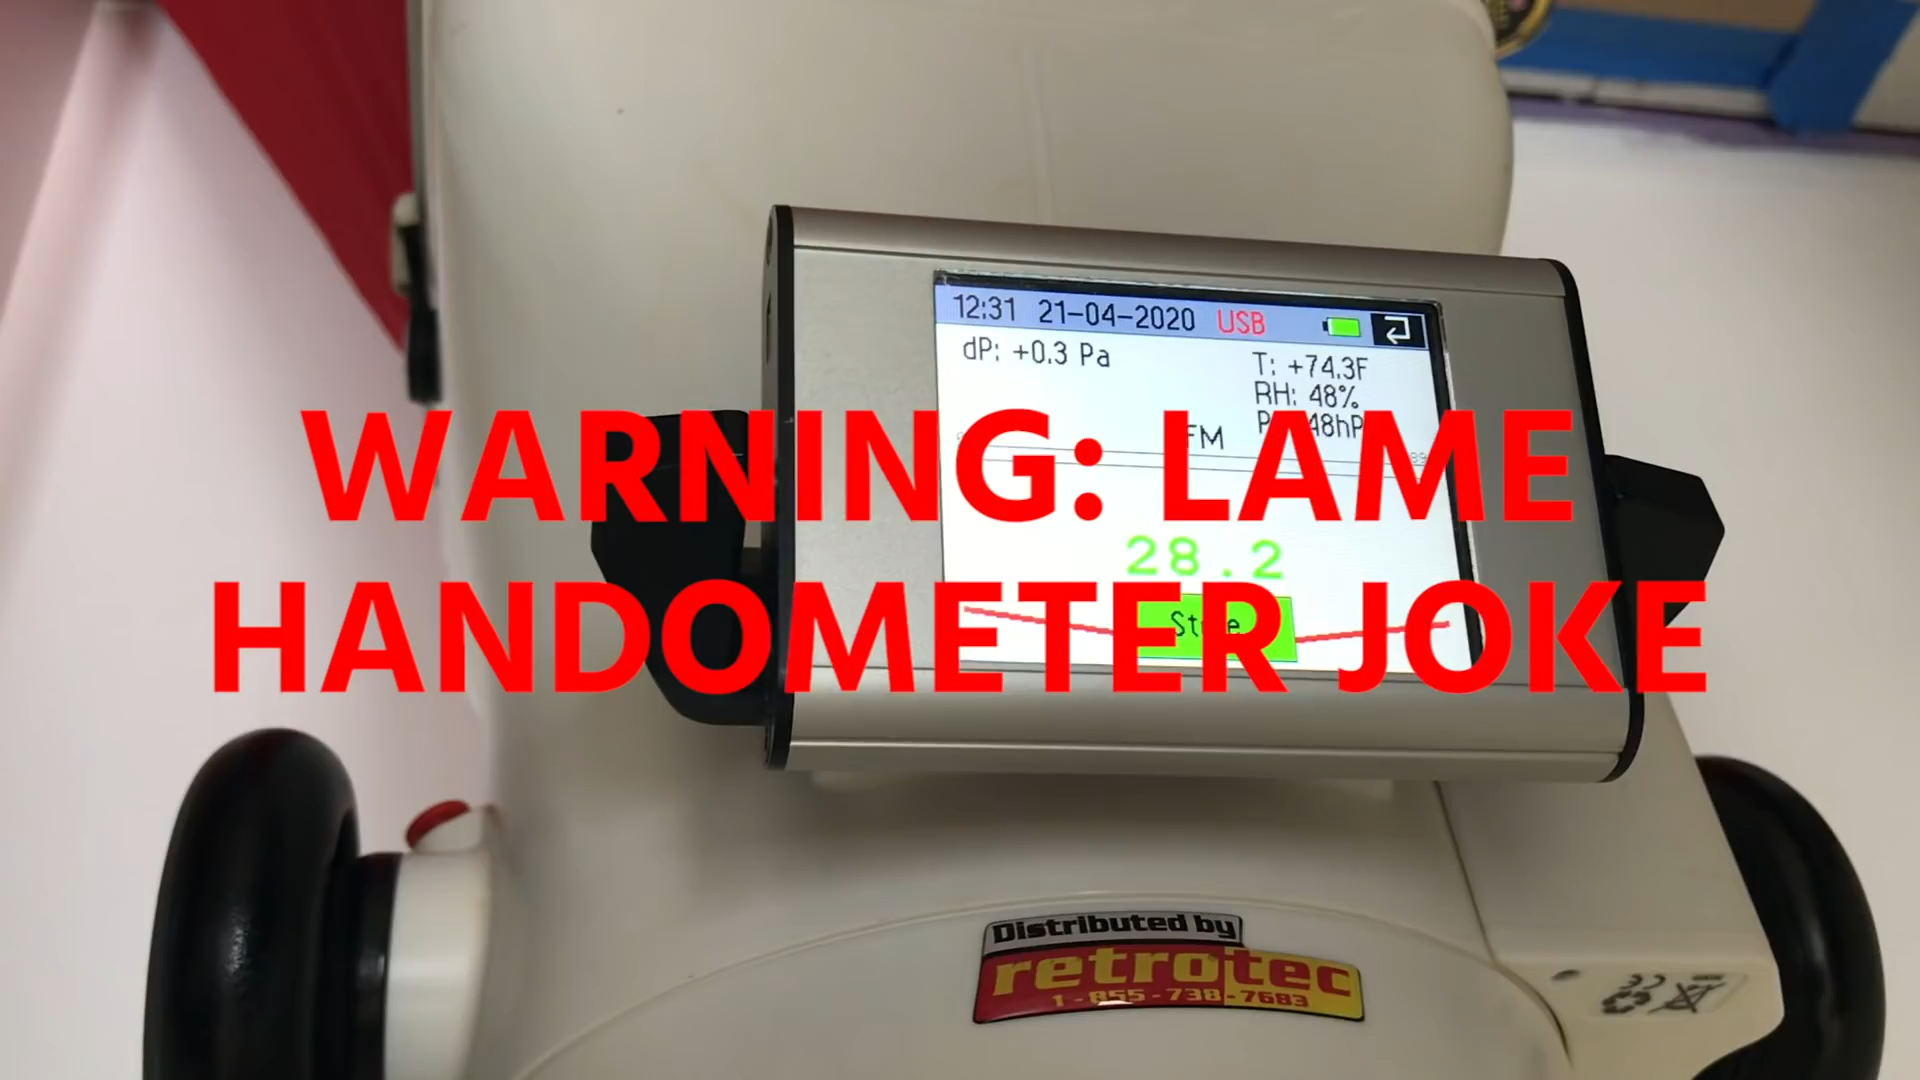 12:31 21-04-2020 USB
dP: +0.3 Pa
T: +74.3F
RH: 48%
WARNING: LAME
28.2
HANDOMETER JOKE
Distributed by
retrotec
1-855-738-7683